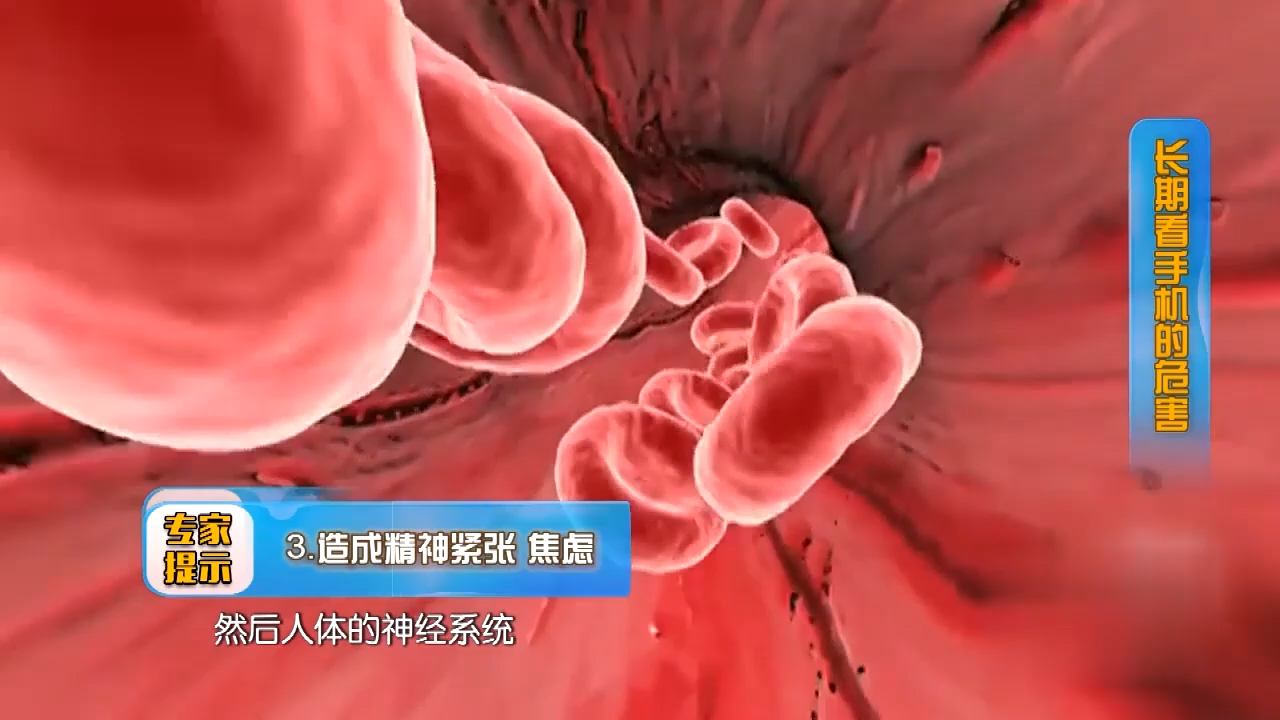 长期看手机的危害
专家
提示
3.造成精神紧张 焦虑
然后人体的神经系统